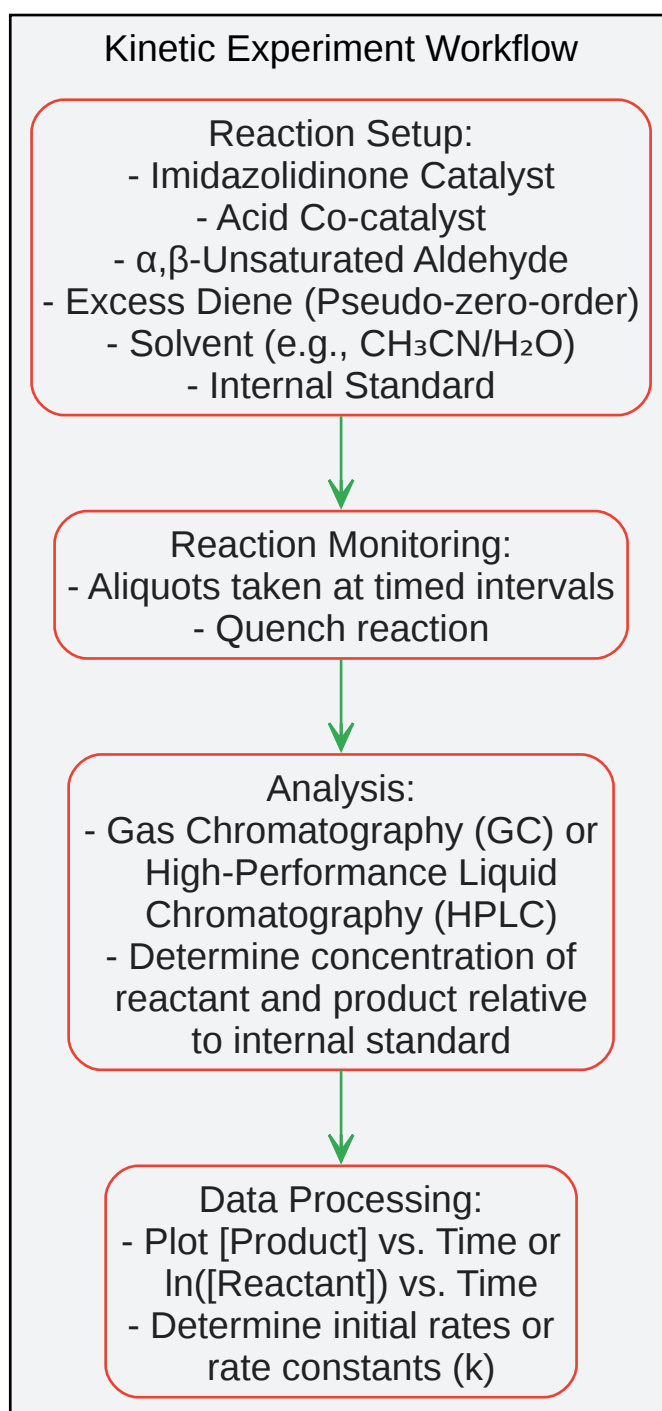 Kinetic Experiment Workflow
Reaction Setup:
- Imidazolidinone Catalyst
- Acid Co-catalyst
- α,β-Unsaturated Aldehyde
- Excess Diene (Pseudo-zero-order)
- Solvent (e.g., CH₃CN/H₂O)
- Internal Standard
Reaction Monitoring:
- Aliquots taken at timed intervals
- Quench reaction
Analysis:
- Gas Chromatography (GC) or
High-Performance Liquid
Chromatography (HPLC)
- Determine concentration of
reactant and product relative
to internal standard
Data Processing:
- Plot [Product] vs. Time or
ln([Reactant]) vs. Time
- Determine initial rates or
rate constants (k)